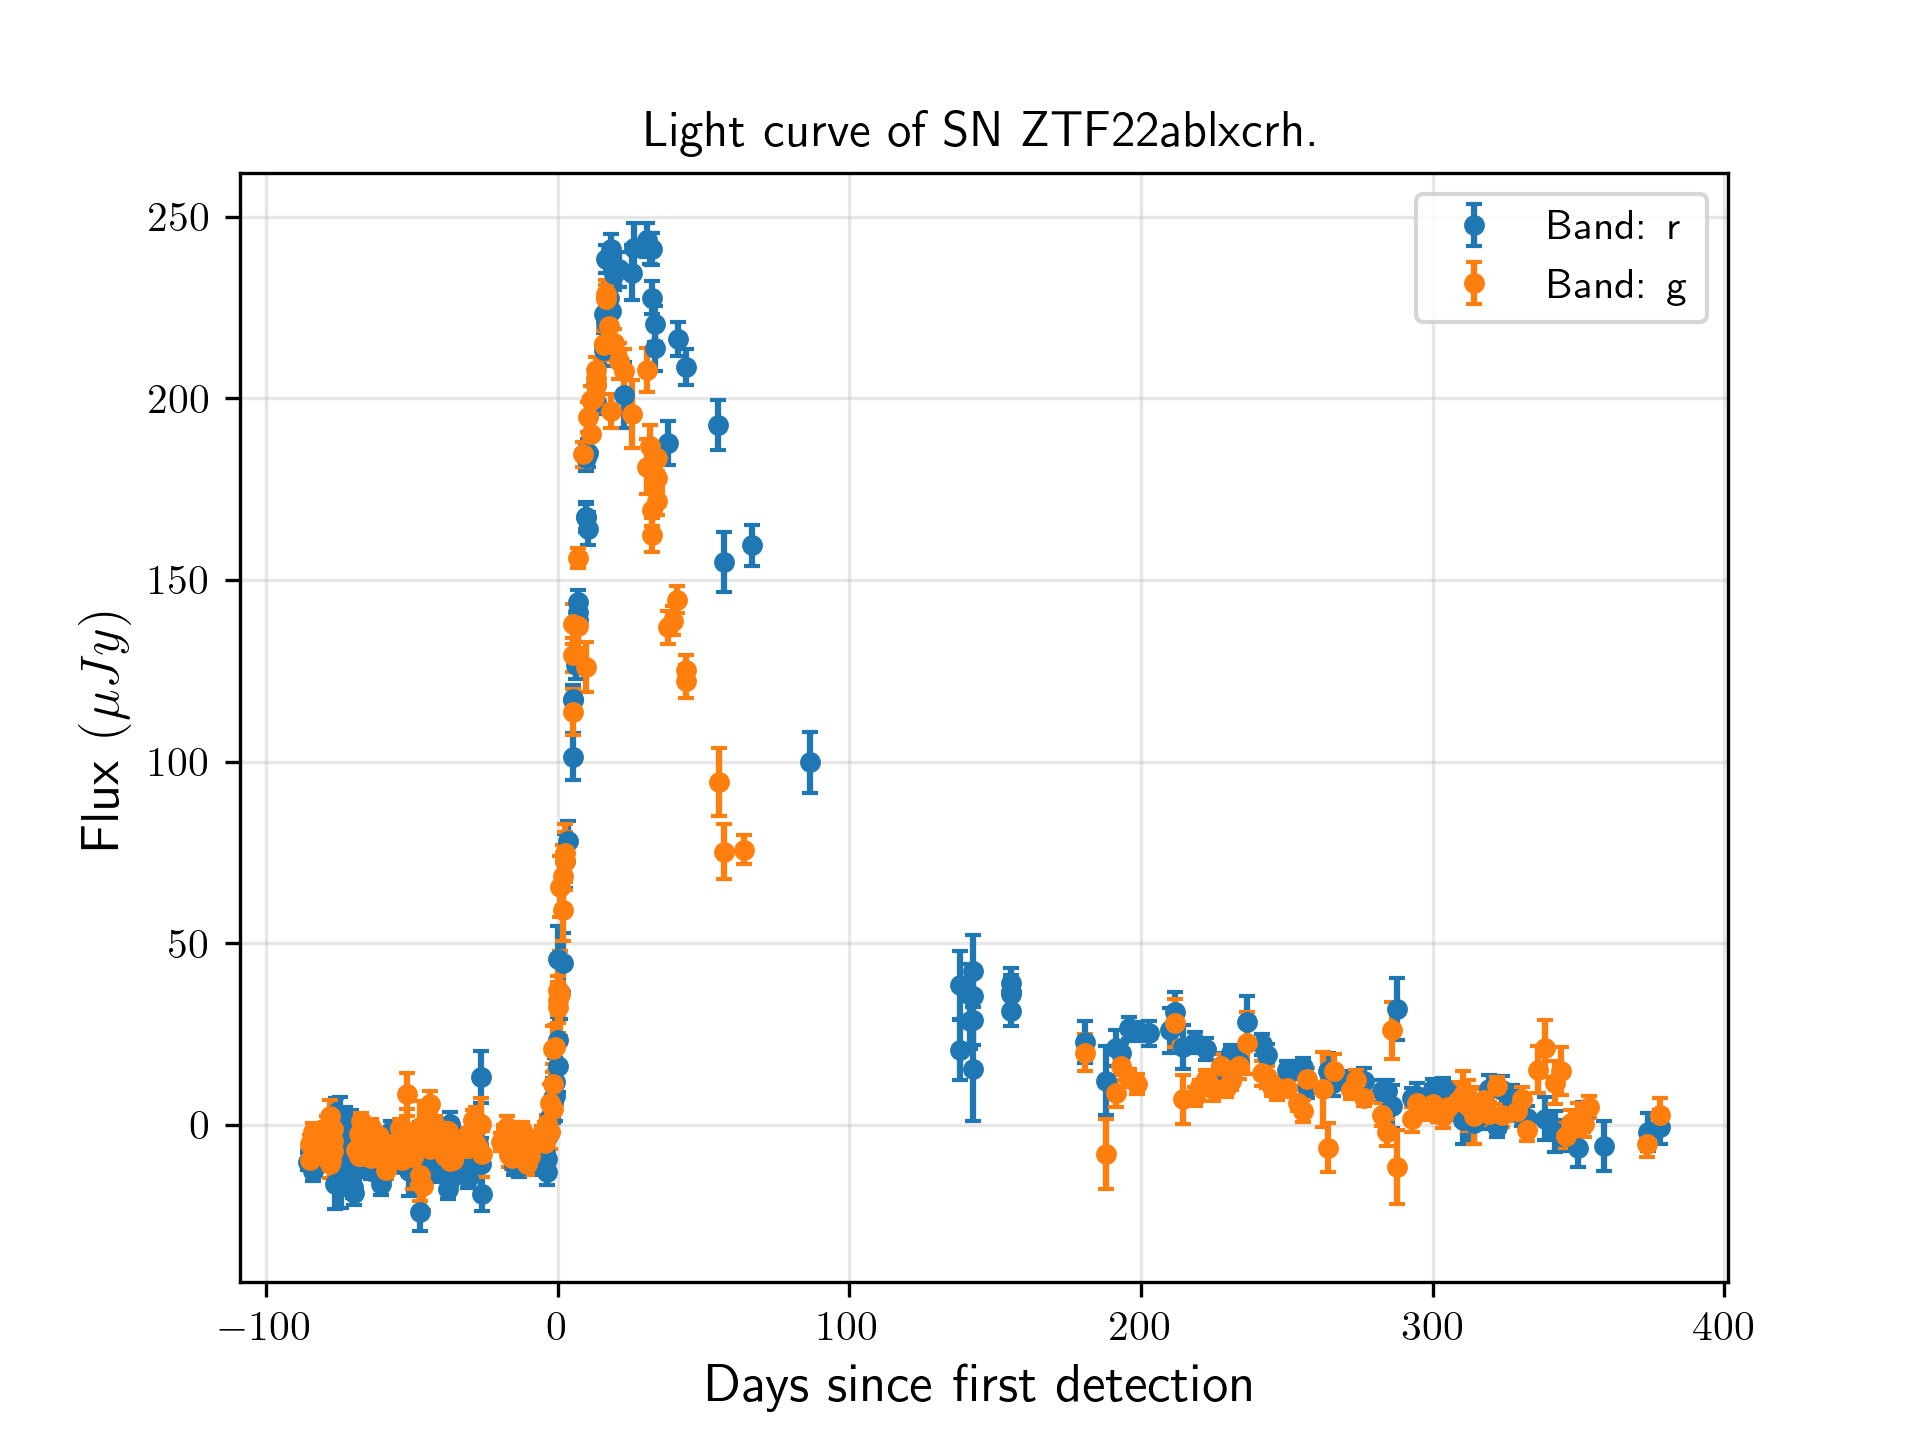 Light curve of SN ZTF22ablxcrh.
Band: r
Band: g
250
200
150
100
50
0
Flux (μJy)
−100 0 100 200 300 400
Days since first detection